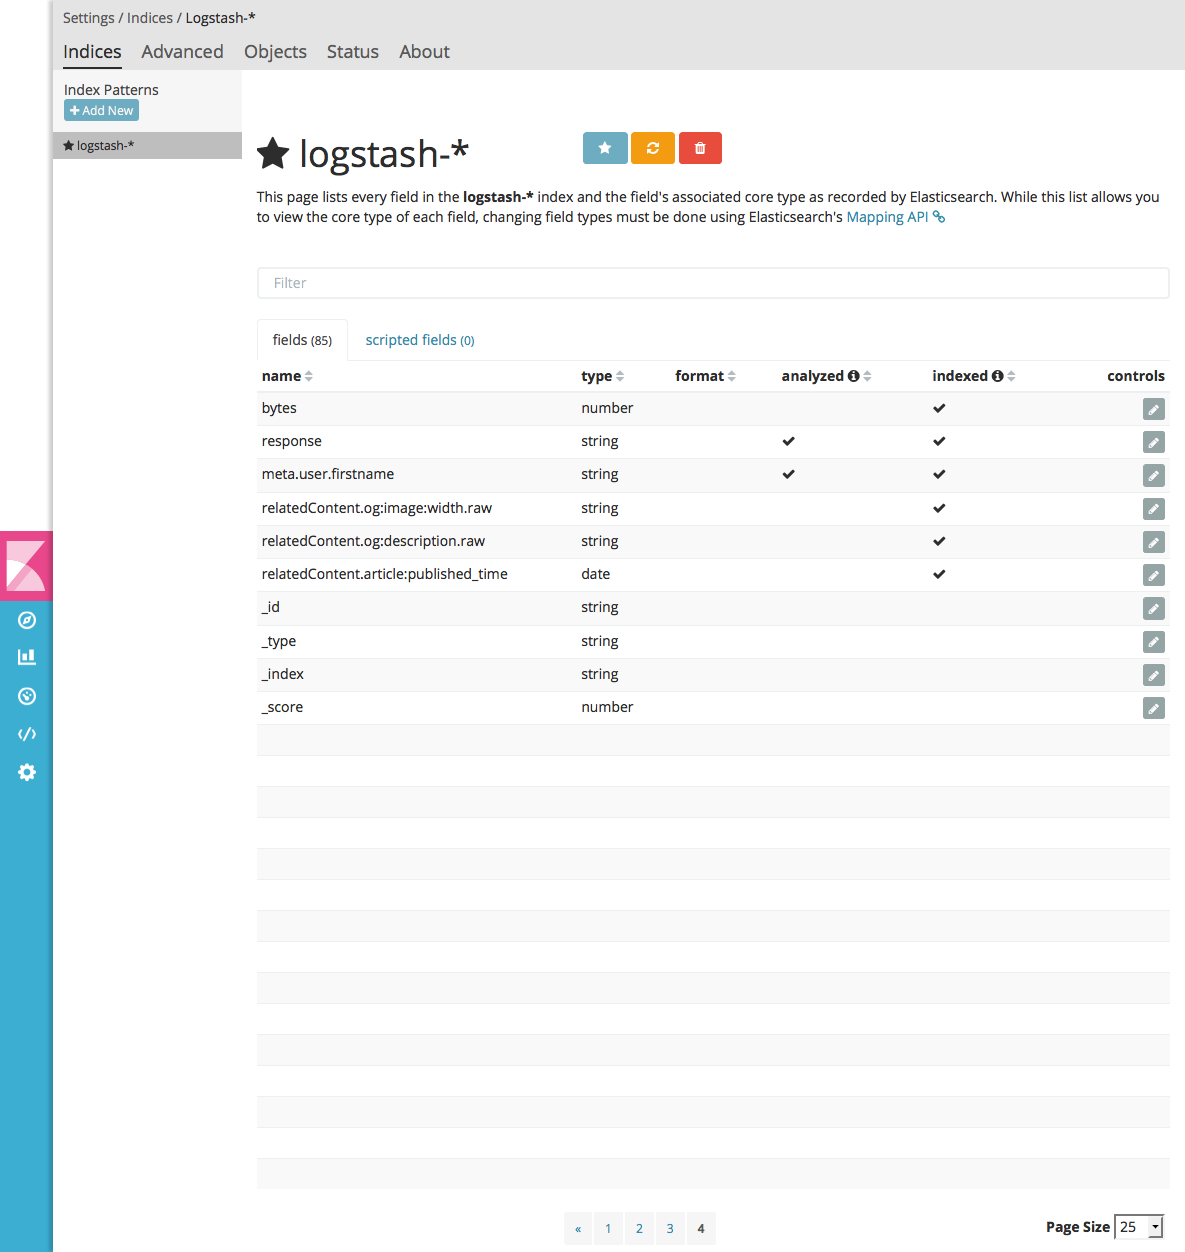 Settings / Indices / Logstash-*
Indices Advanced Objects Status About
Index Patterns
Add New
logstash-*
logstash-*
This page lists every field in the logstash-* index and the field's associated core type as recorded by Elasticsearch. While this list allows you
to view the core type of each field, changing field types must be done using Elasticsearch's Mapping API
Filter
fields (85) scripted fields (0)
name type format analyzed indexed controls
bytes number
response string
meta.user.firstname string
relatedContent.og:image:width.raw string
relatedContent.og:description.raw string
relatedContent.article:published_time date
_id string
_type string
_index string
_score number
« 1 2 3 4
Page Size 25